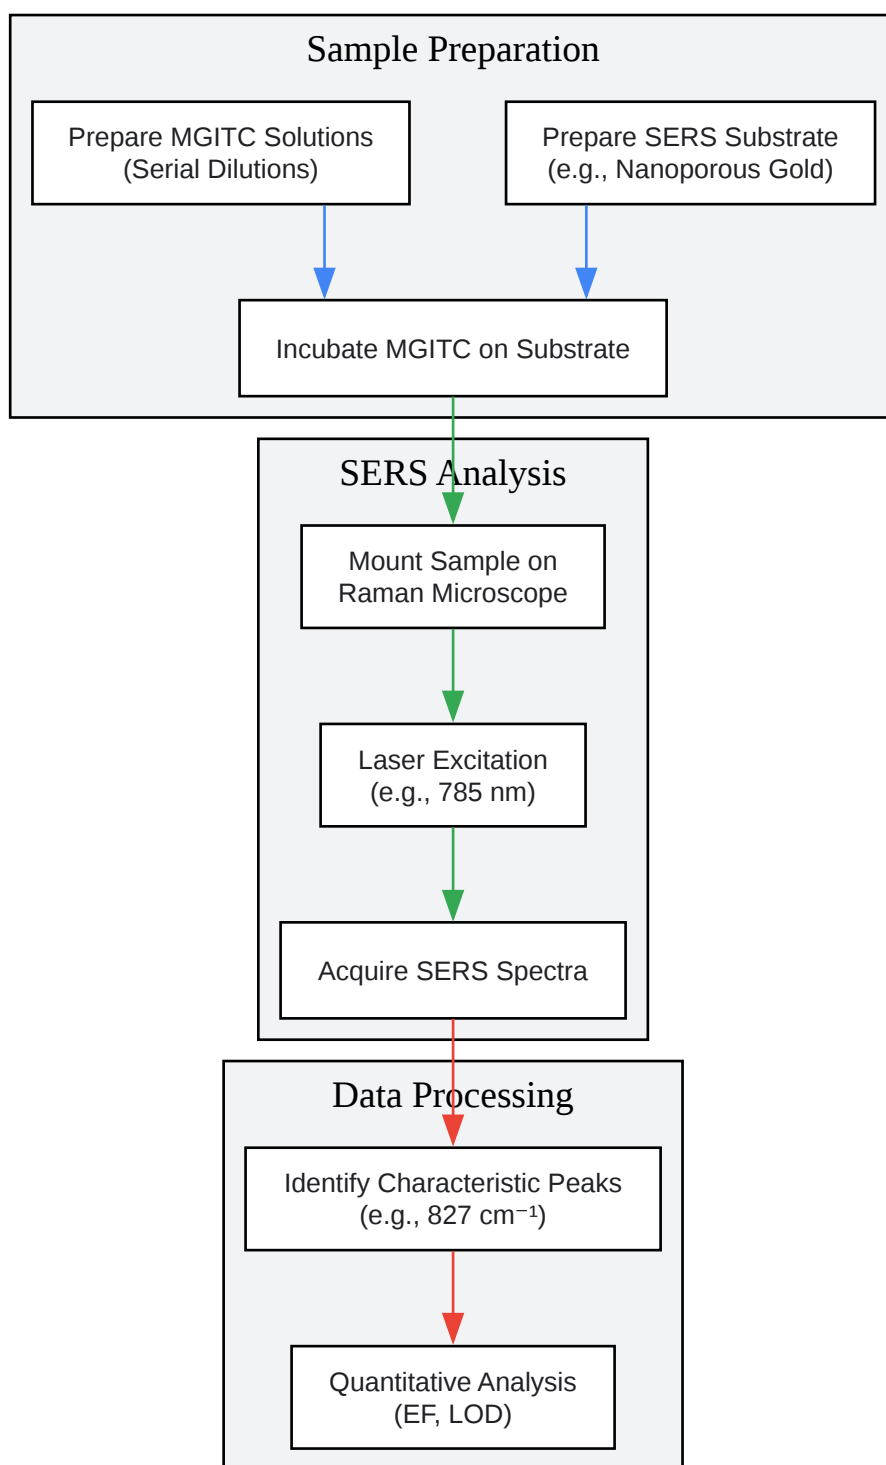 Sample Preparation
Prepare MGITC Solutions
(Serial Dilutions)
Prepare SERS Substrate
(e.g., Nanoporous Gold)
Incubate MGITC on Substrate
SERS Analysis
Mount Sample on
Raman Microscope
Laser Excitation
(e.g., 785 nm)
Acquire SERS Spectra
Data Processing
Identify Characteristic Peaks
(e.g., 827 cm⁻¹)
Quantitative Analysis
(EF, LOD)